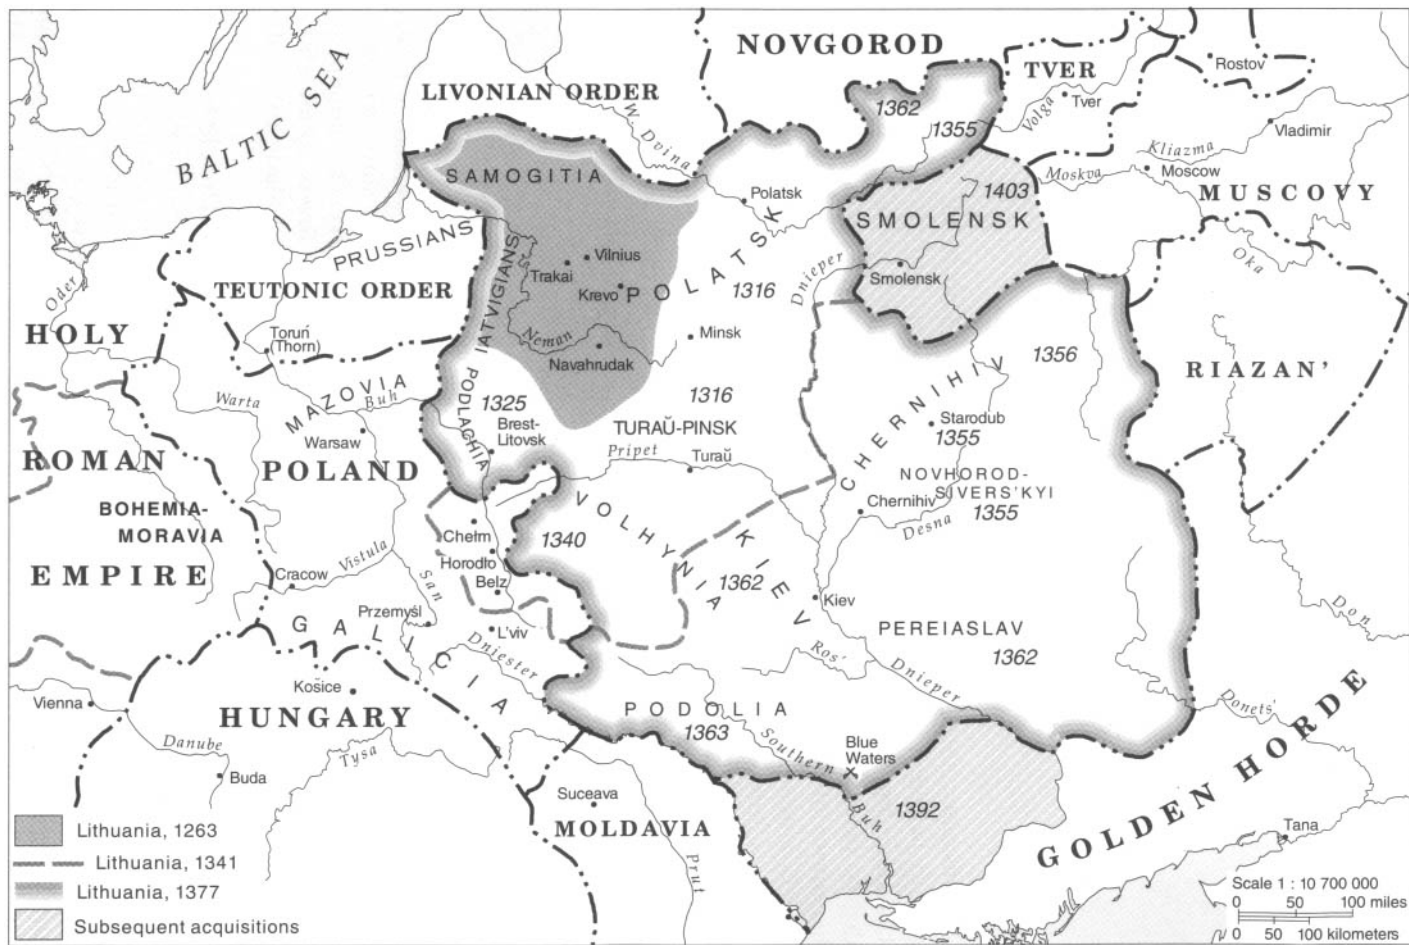 NOVGOROD
TVER
Rostov
LIVONIAN ORDER
W. Dvina
1362
1355
Volga
Tver
Vladimir
BALTIC SEA
Kliazma
Moskva
Moscow
MUSCOVY
SAMOGITIA
Polatsk
1403
SMOLENSK
PRUSSIANS
Oka
Oder
TEUTONIC ORDER
Vilnius
Trakai
Krevo
POLATSK
1316
Dnieper
Smolensk
HOLY
Toruń
(Thorn)
IATVIGIANS
Neman
Navahrudak
Minsk
1356
RIAZAN'
Warta
MAZOVIA
Buh
PODLACHIA
1325
Brest-
Litovsk
1316
TURAŬ-PINSK
CHERNIHIV
Starodub
1355
Warsaw
ROMAN
POLAND
Pripet
Turaŭ
NOVHOROD-
SIVERS'KYI
1355
BOHEMIA-
MORAVIA
Chernihiv
Desna
Chełm
1340
VOLHYNIA
KIEV
EMPIRE
Vistula
Cracow
San
Horodło
Belz
1362
Kiev
Don
Przemyśl
GALICIA
L'viv
PEREIASLAV
1362
Dniester
Ros'
Dnieper
Košice
Vienna
HUNGARY
PODOLIA
1363
Donets'
Danube
Tysa
Southern
Buh
Blue
Waters
Buda
GOLDEN HORDE
Suceava
MOLDAVIA
1392
Prut
Tana
Lithuania, 1263
Lithuania, 1341
Lithuania, 1377
Subsequent acquisitions
Scale 1 : 10 700 000
0 50 100 miles
0 50 100 kilometers